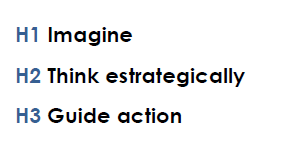 H1 Imagine
H2 Think estrategically
H3 Guide action